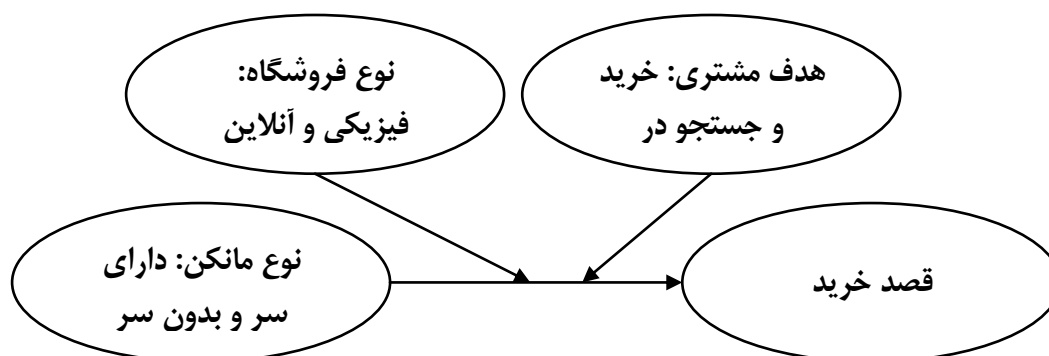 هدف مشتری: خرید
و جستجو در
نوع فروشگاه:
فیزیکی و آنلاین
قصد خرید
نوع مانکن: دارای
سر و بدون سر